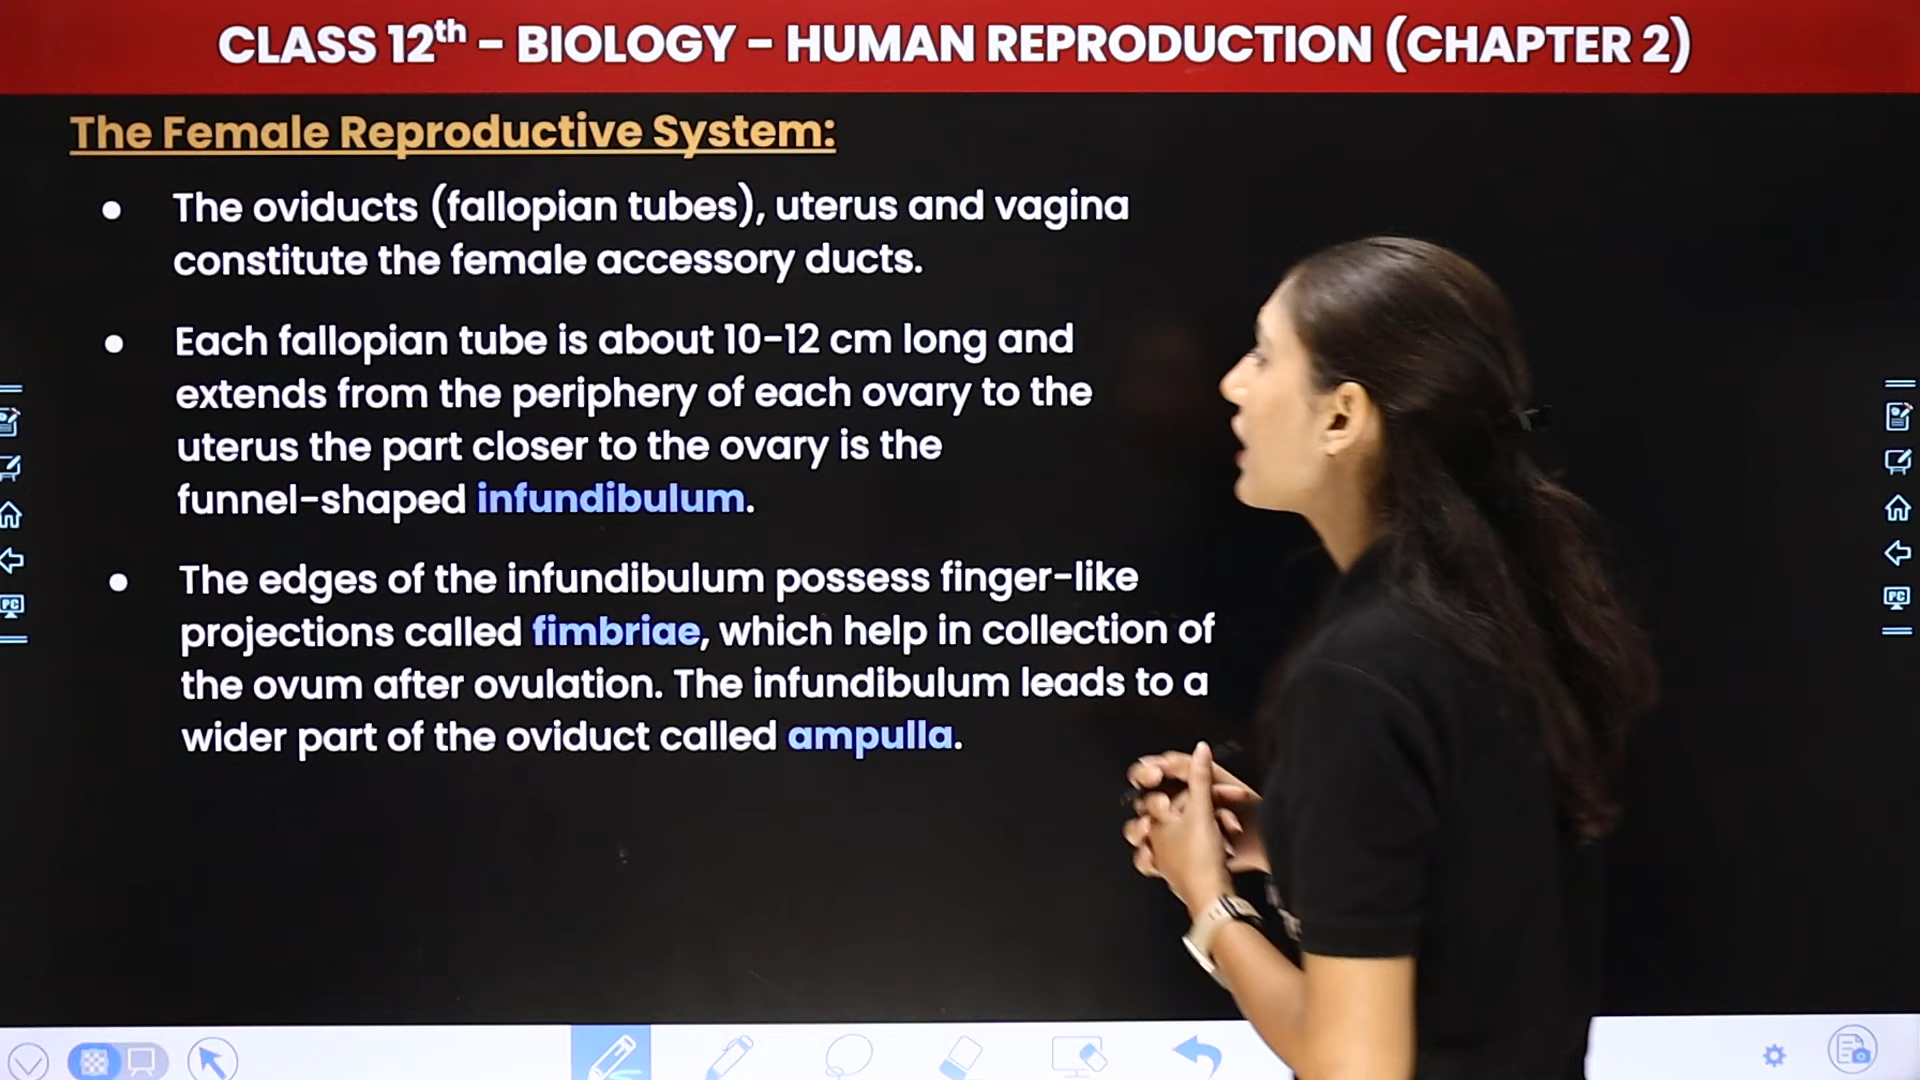 CLASS 12th – BIOLOGY – HUMAN REPRODUCTION (CHAPTER 2)
The Female Reproductive System:
● The oviducts (fallopian tubes), uterus and vagina
constitute the female accessory ducts.
● Each fallopian tube is about 10–12 cm long and
extends from the periphery of each ovary to the
uterus the part closer to the ovary is the
funnel-shaped infundibulum.
● The edges of the infundibulum possess finger-like
projections called fimbriae, which help in collection of
the ovum after ovulation. The infundibulum leads to a
wider part of the oviduct called ampulla.
PC
PC